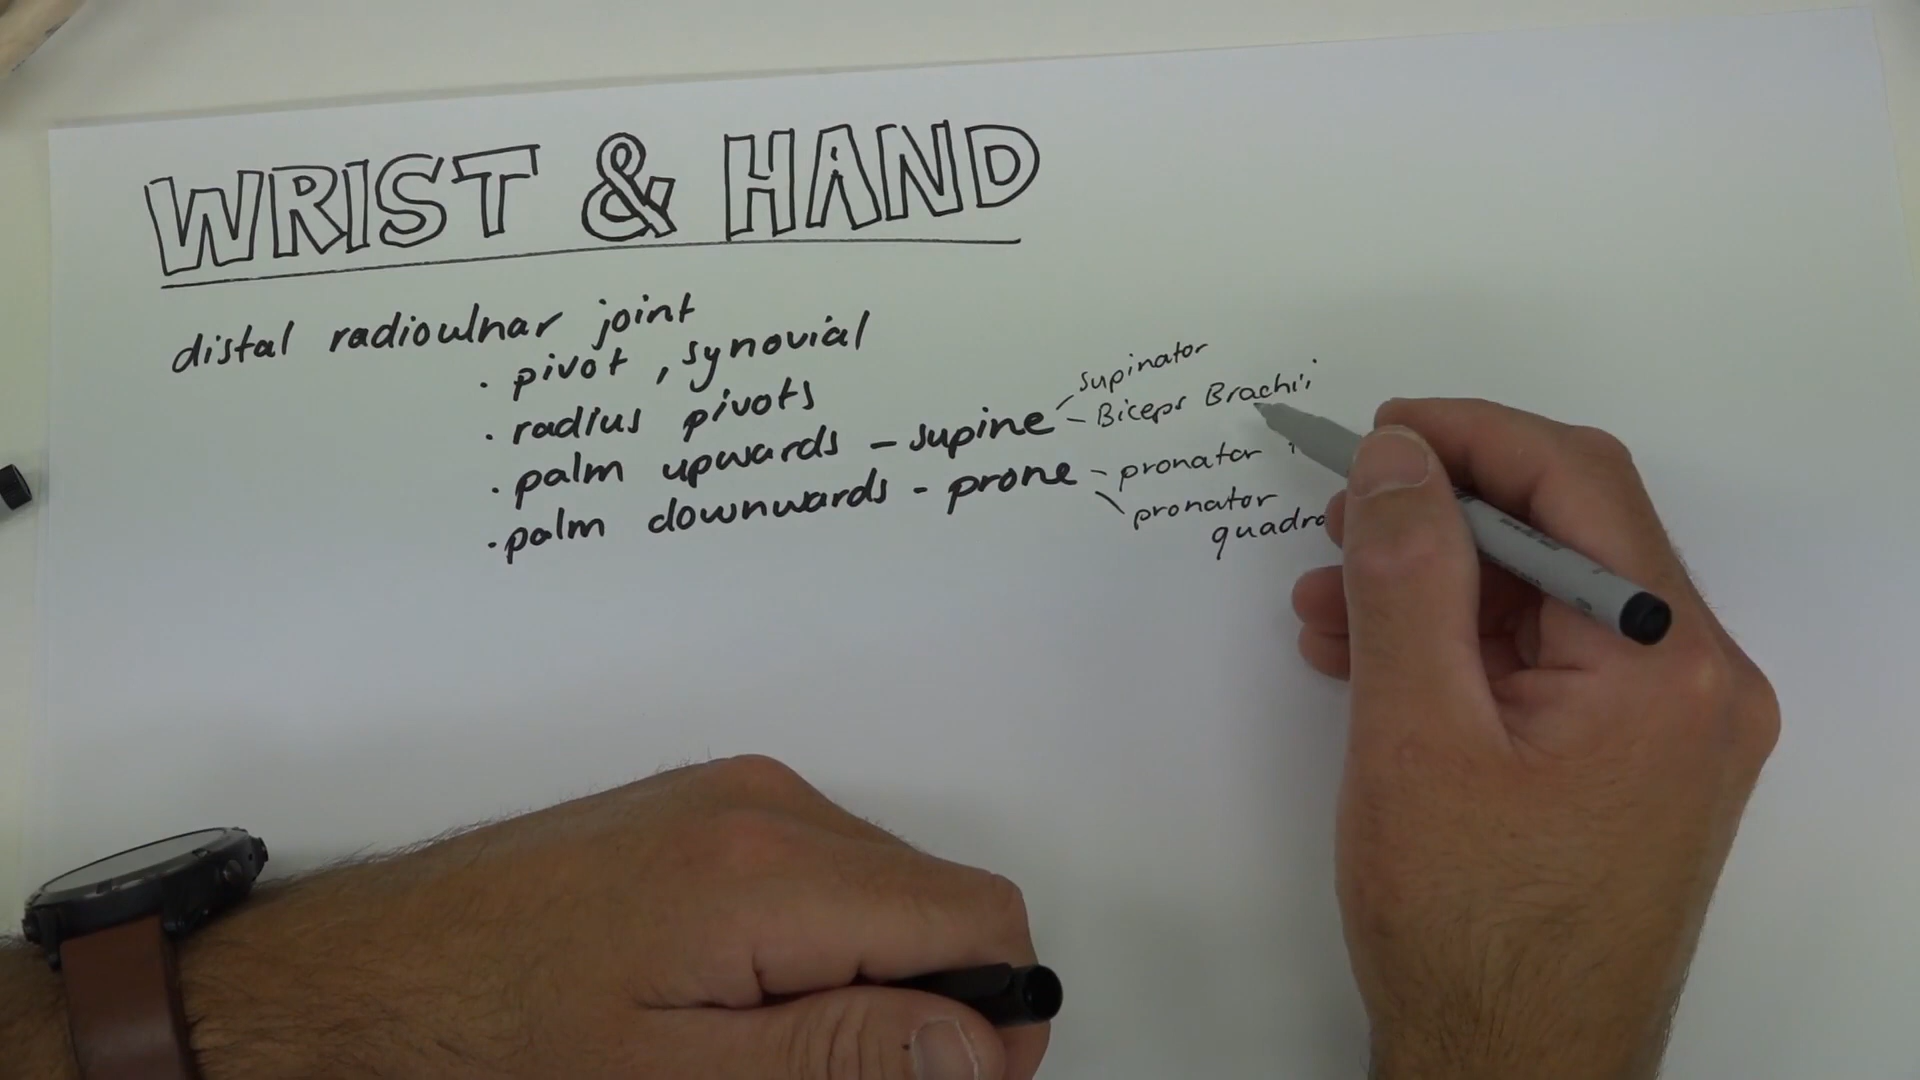 WRIST & HAND
distal radioulnar joint
· pivot, synovial
· radius pivots
· palm upwards - supine - supinator
- Biceps Brachii
· palm downwards - prone - pronator
pronator